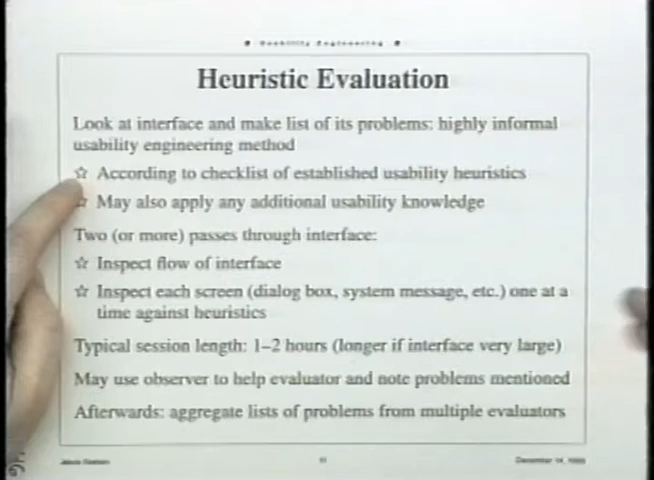 Usability Engineering
Heuristic Evaluation
Look at interface and make list of its problems: highly informal
usability engineering method
☆ According to checklist of established usability heuristics
☆ May also apply any additional usability knowledge
Two (or more) passes through interface:
☆ Inspect flow of interface
☆ Inspect each screen (dialog box, system message, etc.) one at a
time against heuristics
Typical session length: 1–2 hours (longer if interface very large)
May use observer to help evaluator and note problems mentioned
Afterwards: aggregate lists of problems from multiple evaluators